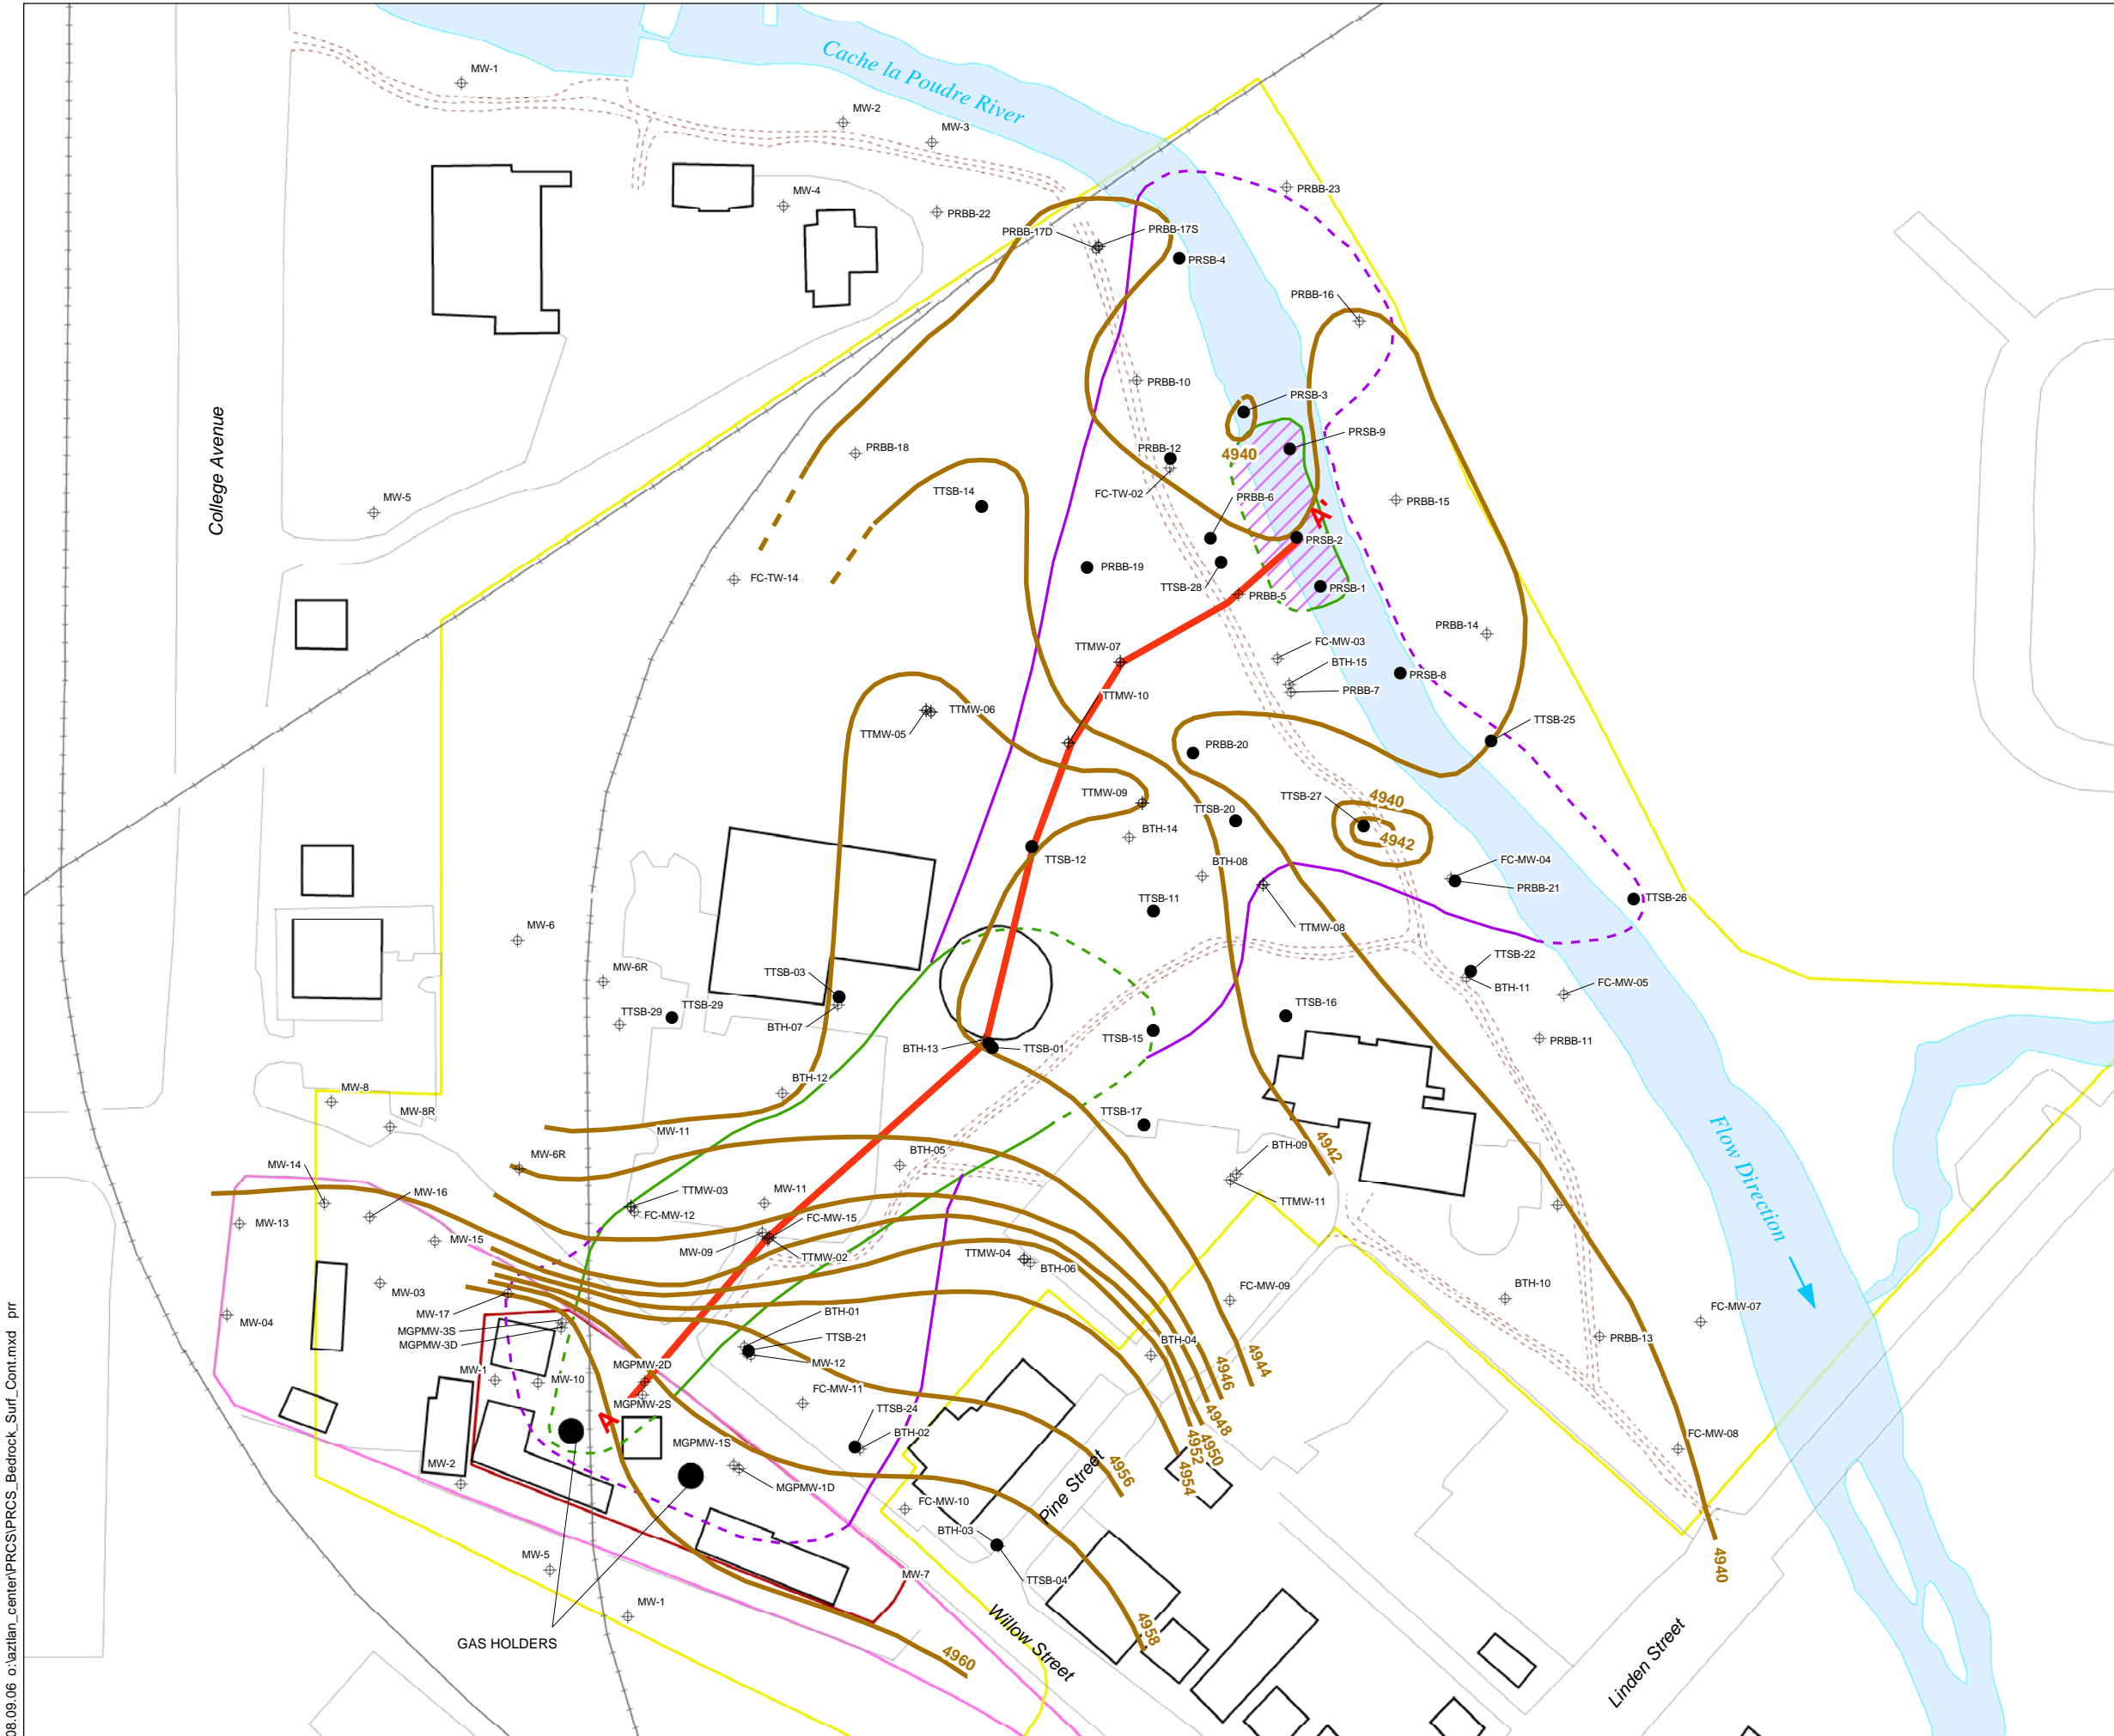 Cache la Poudre River
MW-1
MW-2
MW-3
MW-4
PRBB-22
PRBB-23
PRBB-17D
PRBB-17S
PRSB-4
PRBB-16
PRBB-10
PRSB-3
PRSB-9
4940
College Avenue
MW-5
PRBB-18
PRBB-12
FC-TW-02
TTSB-14
PRBB-6
PRBB-15
A'
PRSB-2
PRBB-19
TTSB-28
PRBB-5
PRSB-1
FC-TW-14
PRBB-14
FC-MW-03
TTMW-07
BTH-15
PRSB-8
PRBB-7
TTMW-10
TTMW-06
TTMW-05
TTSB-25
PRBB-20
TTMW-09
TTSB-27
4940
TTSB-20
BTH-14
4942
TTSB-12
FC-MW-04
BTH-08
PRBB-21
TTSB-11
TTSB-26
MW-6
TTMW-08
TTSB-22
MW-6R
TTSB-03
BTH-11
FC-MW-05
TTSB-29
TTSB-29
TTSB-16
BTH-07
BTH-13
TTSB-01
TTSB-15
PRBB-11
BTH-12
MW-8
MW-8R
TTSB-17
MW-11
Flow Direction
BTH-05
MW-6R
BTH-09
4942
MW-14
MW-16
TTMW-03
MW-11
TTMW-11
FC-MW-12
FC-MW-15
MW-13
MW-15
MW-09
TTMW-02
TTMW-04
BTH-06
MW-03
FC-MW-09
BTH-10
MW-17
BTH-01
FC-MW-07
MW-04
MGPMW-3S
MGPMW-3D
TTSB-21
BTH-04
PRBB-13
MW-1
MGPMW-2D
MW-12
4944
4946
MW-10
MGPMW-2S
FC-MW-11
TTSB-24
A
BTH-02
4948
4950
4952
FC-MW-08
MW-2
MGPMW-1S
4954
4956
MGPMW-1D
Pine Street
FC-MW-10
BTH-03
4940
MW-5
MW-7
TTSB-04
MW-1
GAS HOLDERS
Willow Street
4958
4960
Linden Street
08.09.06 o:\aztlan_center\PRCS\PRCS_Bedrock_Surf_Cont.mxd prr